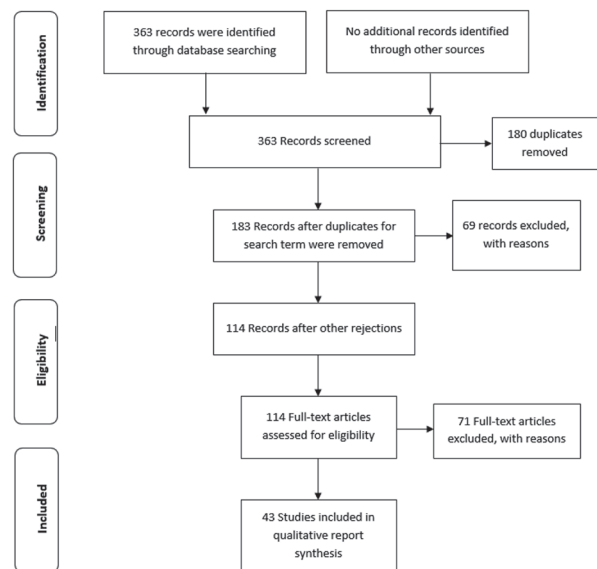 Identification
363 records were identified
through database searching
No additional records identified
through other sources
363 Records screened
180 duplicates
removed
Screening
183 Records after duplicates for
search term were removed
69 records excluded,
with reasons
Eligibility
114 Records after other rejections
114 Full-text articles
assessed for eligibility
71 Full-text articles
excluded, with reasons
Included
43 Studies included in
qualitative report
synthesis